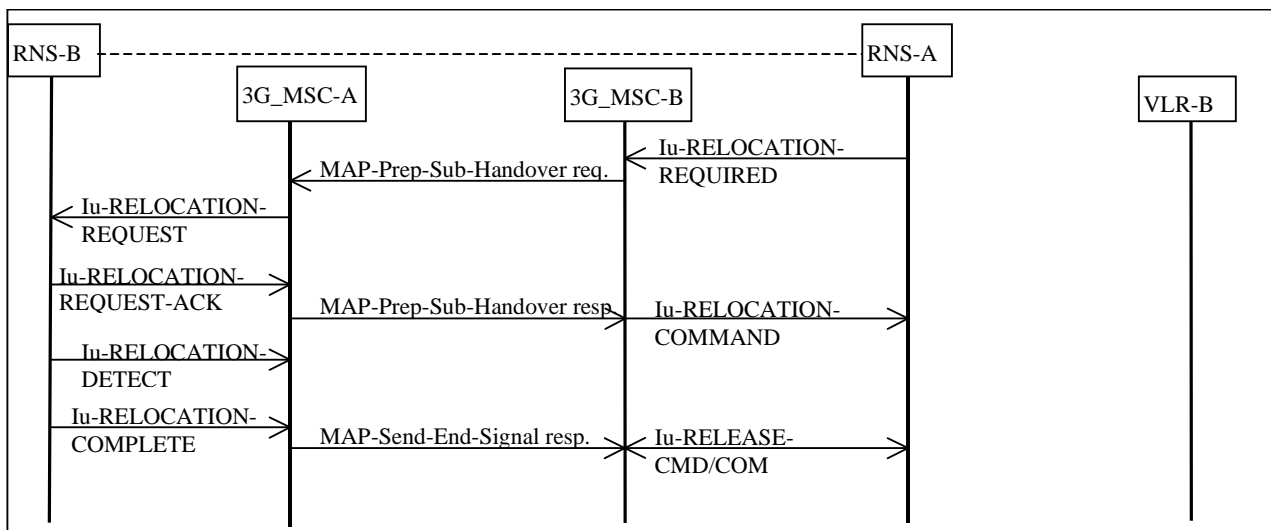 RNS-B
RNS-A
3G_MSC-A
3G_MSC-B
VLR-B
Iu-RELOCATION-
REQUIRED
MAP-Prep-Sub-Handover req.
Iu-RELOCATION-
REQUEST
Iu-RELOCATION-
REQUEST-ACK
MAP-Prep-Sub-Handover resp.
Iu-RELOCATION-
COMMAND
Iu-RELOCATION-
DETECT
Iu-RELOCATION-
COMPLETE
MAP-Send-End-Signal resp.
Iu-RELEASE-
CMD/COM